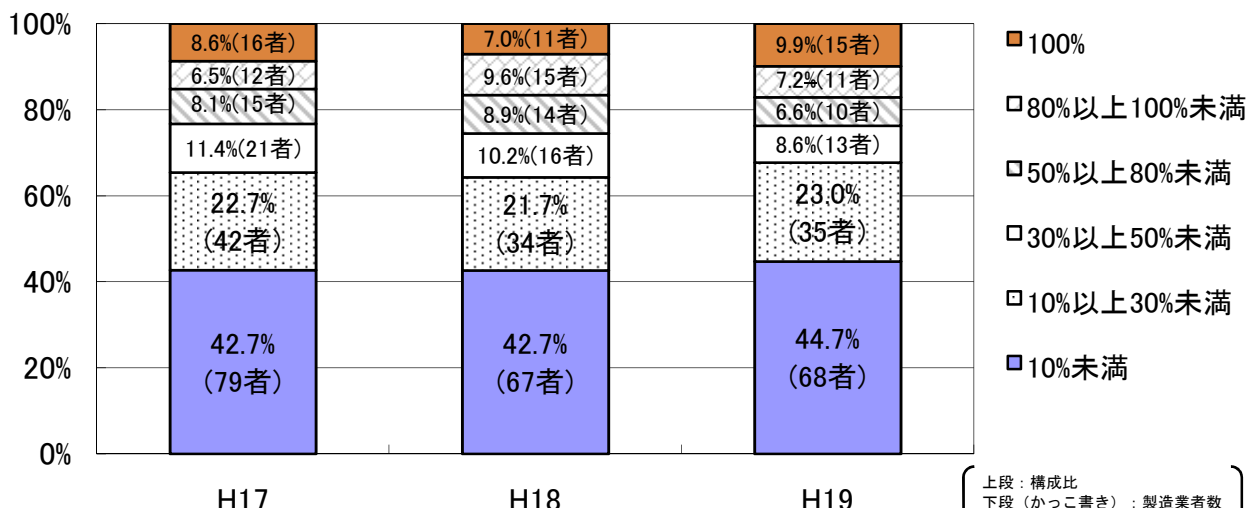 100%
80%
60%
40%
20%
0%
8.6%(16者)
6.5%(12者)
8.1%(15者)
11.4%(21者)
22.7%
(42者)
42.7%
(79者)
H17
7.0%(11者)
9.6%(15者)
8.9%(14者)
10.2%(16者)
21.7%
(34者)
42.7%
(67者)
H18
9.9%(15者)
7.2%(11者)
6.6%(10者)
8.6%(13者)
23.0%
(35者)
44.7%
(68者)
H19
100%
80%以上100%未満
50%以上80%未満
30%以上50%未満
10%以上30%未満
10%未満
上段：構成比
下段（かっこ書き）：製造業者数